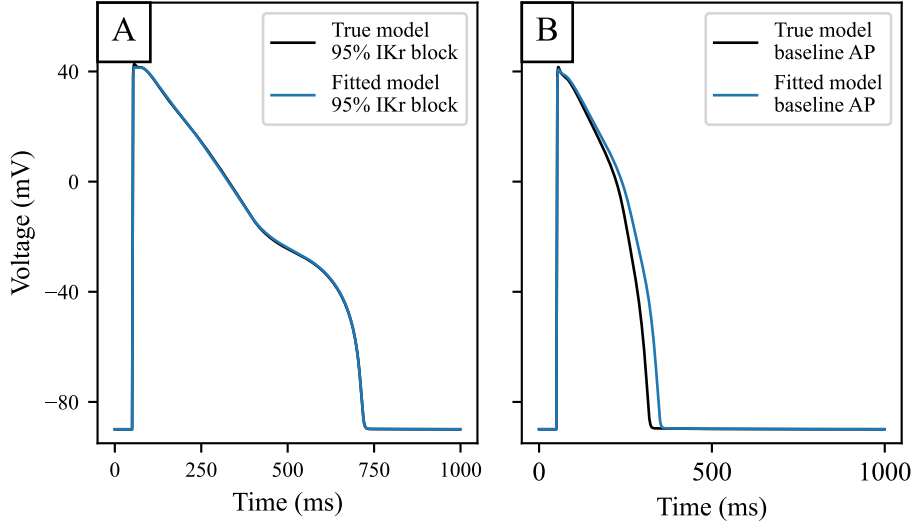 A
True model
95% IKr block
Fitted model
95% IKr block
40
0
−40
−80
Voltage (mV)
0
250
500
750
1000
Time (ms)
B
True model
baseline AP
Fitted model
baseline AP
0
500
1000
Time (ms)